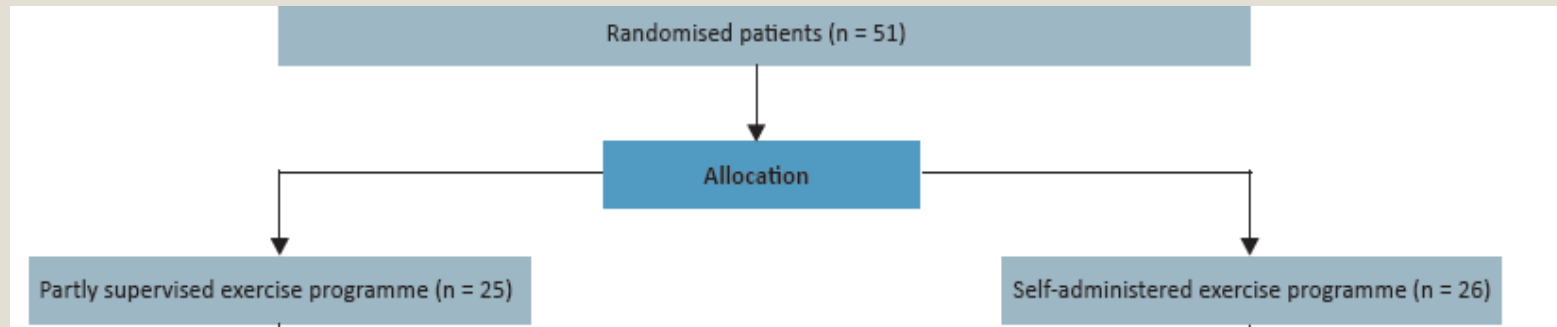 Randomised patients (n = 51)
Allocation
Partly supervised exercise programme (n = 25)
Self-administered exercise programme (n = 26)